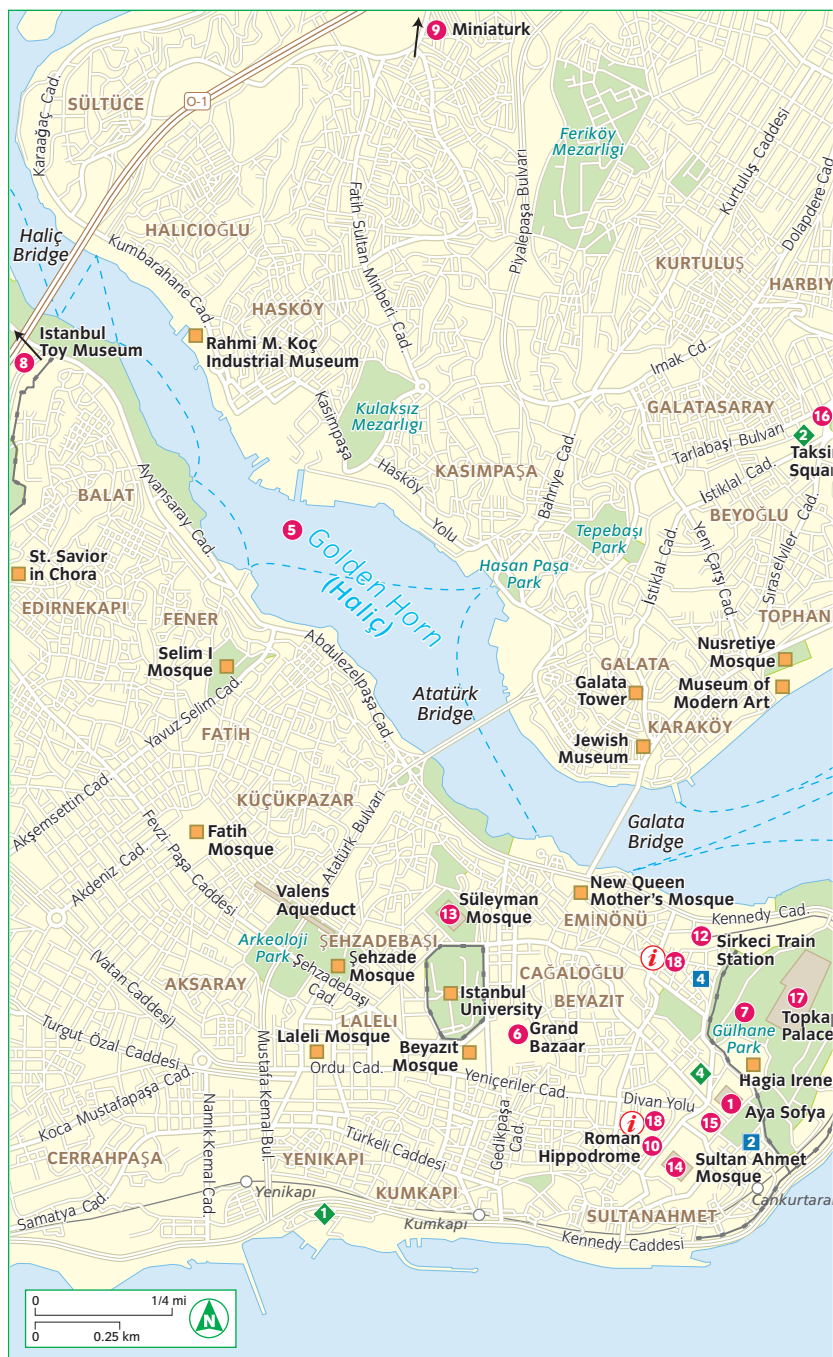 9 Miniaturk
SÜLTÜCE
O-1
Karaağaç Cad.
Feriköy
Mezarligi
Kurtuluş Caddesi
Dolapdere Cad
Piyalepaşa Bulvarı
Fatih Sultan Minberi Cad.
HALICIOĞLU
Haliç
Bridge
Kumbarahane Cad.
KURTULUŞ
HARBIY
HASKÖY
Istanbul
Toy Museum
8
Rahmi M. Koç
Industrial Museum
Imak Cd.
Kulaksız
Mezarlıgı
Kasimpaşa
GALATASARAY
16
2
Tarlabaşı Bulvarı
Taksi
Squar
KASIMPAŞA
Hasköy
Yolu
Bahriye Cad.
İstiklal Cad.
BEYOĞLU
BALAT
Ayvansaray Cad.
5
Golden Horn
(Haliç)
Tepebaşı
Park
Yeni Çarşı Cad.
Sıraselviler Cad.
İstiklal Cad.
St. Savior
in Chora
Hasan Paşa
Park
EDIRNEKAPI
FENER
TOPHAN
Selim I
Mosque
Abdulezelpaşa Cad.
Nusretiye
Mosque
GALATA
Galata
Tower
Museum of
Modern Art
Atatürk
Bridge
Yavuz Selim Cad.
FATİH
KARAKÖY
Jewish
Museum
KÜÇÜKPAZAR
Akşemsettin Cad.
Fevzi Paşa Caddesi
Atatürk Bulvarı
Galata
Bridge
Fatih
Mosque
Akdeniz Cad.
Valens
Aqueduct
Süleyman
Mosque
13
New Queen
Mother's Mosque
EMİNÖNÜ
Kennedy Cad.
Arkeoloji
Park
ŞEHZADEBAŞI
12
Sirkeci Train
Station
Şehzade
Mosque
Şehzadebaşı
Cad.
i 18
4
(Vatan Caddesi)
AKSARAY
CAĞALOĞLU
BEYAZIT
Istanbul
University
17
Topkap
Palace
7
Gülhane
Park
LALELI
Laleli Mosque
Turgut Özal Caddesi
6 Grand
Bazaar
Beyazıt
Mosque
Ordu Cad.
Mustafa Kemal Bul.
Yeniçeriler Cad.
Hagia Irene
4
Koca Mustafapaşa Cad.
Namik Kemal Cad.
Divan Yolu
1 Aya Sofya
Gedikpaşa
Cad.
i 18
15
Türkeli Caddesi
Roman
Hippodrome
10
2
CERRAHPAŞA
YENIKAPI
14
Sultan Ahmet
Mosque
KUMKAPI
Yenikapı
Cankurtara
Samatya Cad.
1
Kumkapı
SULTANAHMET
Kennedy Caddesi
0 1/4 mi
0 0.25 km
N